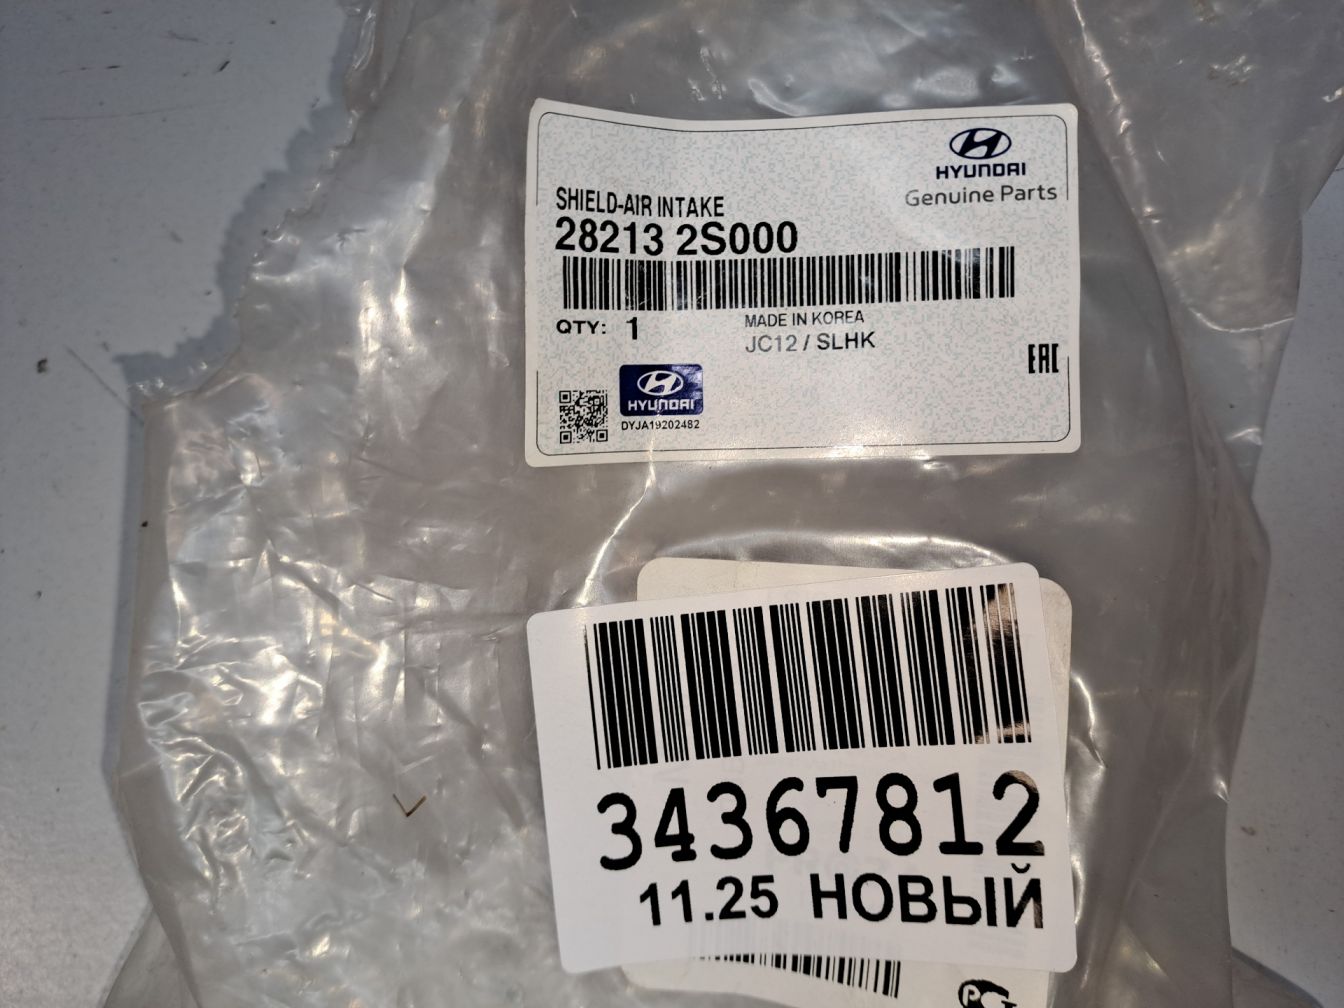 HYUNDAI
Genuine Parts
SHIELD-AIR INTAKE
28213 2S000
QTY: 1
MADE IN KOREA
JC12 / SLHK
EAC
HYUNDAI
DYJA19202482
34367812
11.25 НОВЫЙ